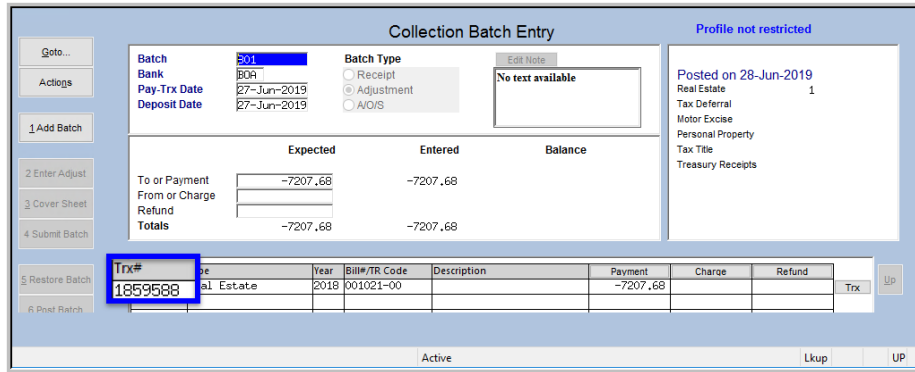 Collection Batch Entry
Profile not restricted
Goto...
Actions
1 Add Batch
2 Enter Adjust
3 Cover Sheet
4 Submit Batch
5 Restore Batch
6 Post Batch
Batch 801
Bank BOA
Pay-Trx Date 27-Jun-2019
Deposit Date 27-Jun-2019
Batch Type
Receipt
Adjustment
A/O/S
Edit Note
No text available
Posted on 28-Jun-2019
Real Estate 1
Tax Deferral
Motor Excise
Personal Property
Tax Title
Treasury Receipts
Expected Entered Balance
To or Payment -7207.68 -7207.68
From or Charge
Refund
Totals -7207.68 -7207.68
Trx# pe Year Bill#/TR Code Description Payment Charge Refund
1859588 al Estate 2018 001021-00 -7207.68 Trx
Up
Active Lkup UP